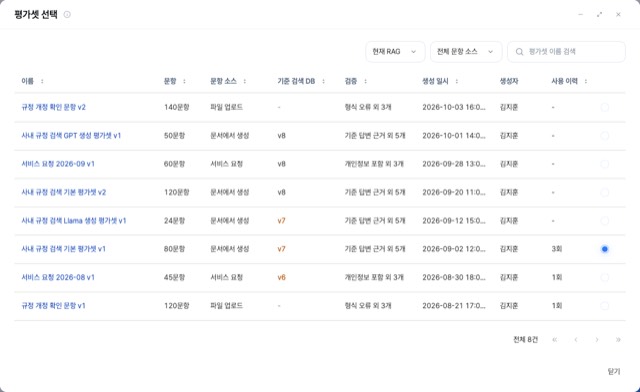 평가셋 선택
현재 RAG
전체 문항 소스
평가셋 이름 검색
이름 문항 문항 소스 기준 검색 DB 검증 생성 일시 생성자 사용 이력
규정 개정 확인 문항 v2 140문항 파일 업로드 - 형식 오류 외 3개 2026-10-03 16:0... 김지훈 -
사내 규정 검색 GPT 생성 평가셋 v1 50문항 문서에서 생성 v8 기준 답변 근거 외 5개 2026-10-01 14:0... 김지훈 -
서비스 요청 2026-09 v1 60문항 서비스 요청 v8 개인정보 포함 외 3개 2026-09-28 13:0... 김지훈 -
사내 규정 검색 기본 평가셋 v2 120문항 문서에서 생성 v8 기준 답변 근거 외 5개 2026-09-20 11:0... 김지훈 -
사내 규정 검색 Llama 생성 평가셋 v1 24문항 문서에서 생성 v7 기준 답변 근거 외 5개 2026-09-12 15:0... 김지훈 -
사내 규정 검색 기본 평가셋 v1 80문항 문서에서 생성 v7 기준 답변 근거 외 5개 2026-09-02 12:0... 김지훈 3회
서비스 요청 2026-08 v1 45문항 서비스 요청 v6 개인정보 포함 외 3개 2026-08-30 18:0... 김지훈 1회
규정 개정 확인 문항 v1 120문항 파일 업로드 - 형식 오류 외 3개 2026-08-21 17:0... 김지훈 1회
전체 8건
닫기